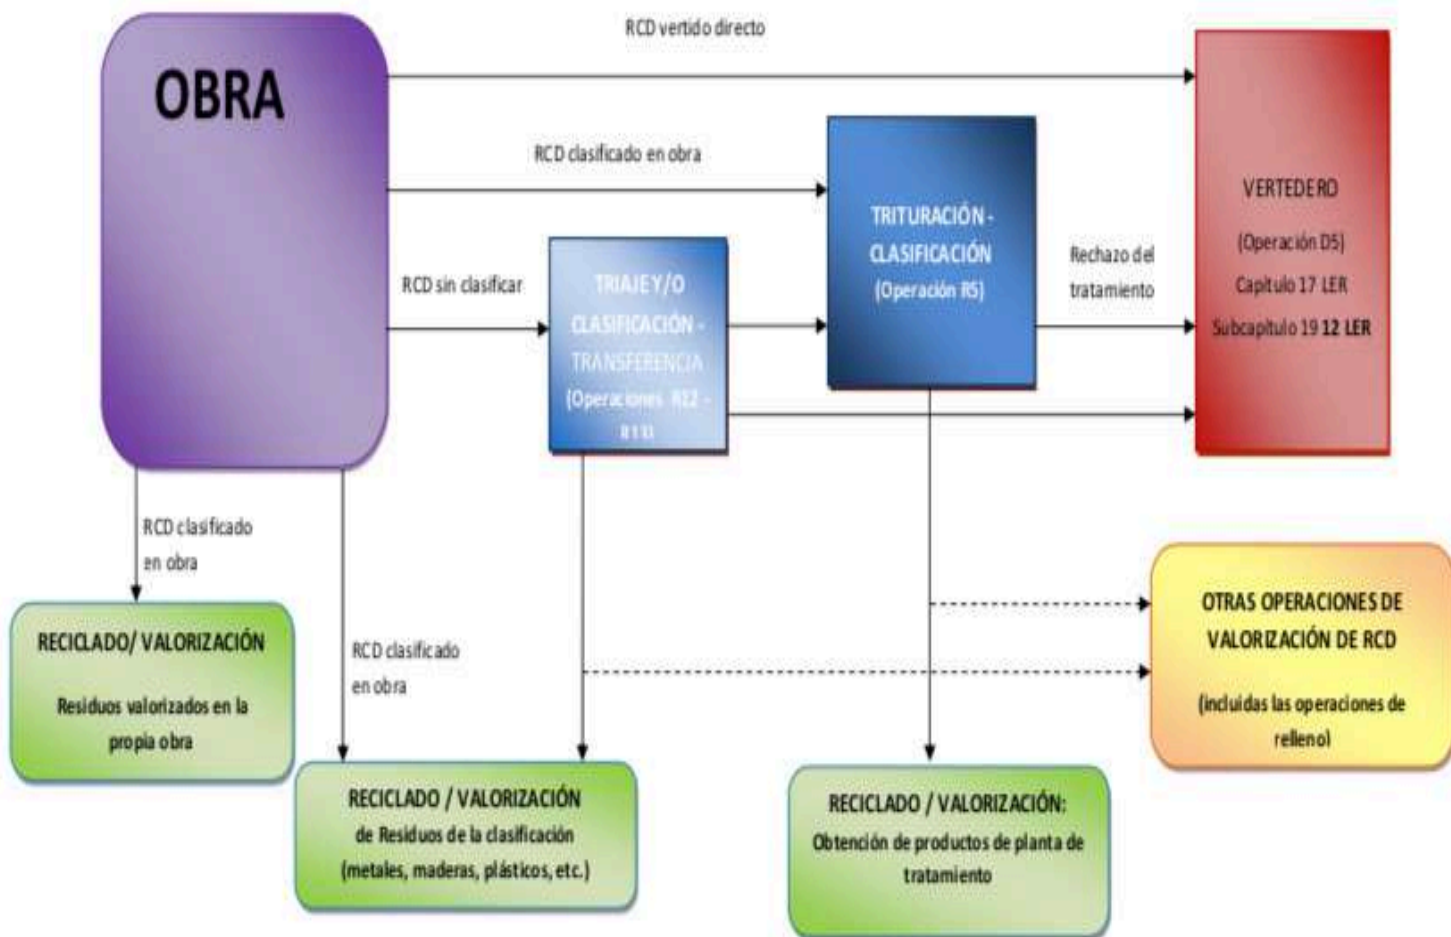 RCD vertido directo
OBRA
RCD clasificado en obra
VERTEDERO
(Operación D5)
Capitulo 17 LER
Subcapítulo 19 12 LER
TRITURACIÓN -
CLASIFICACIÓN
(Operación R5)
Rechazo del
tratamiento
RCD sin clasificar
TRIAJE Y/O
CLASIFICACIÓN -
TRANSFERENCIA
(Operaciones R12 -
RCD clasificado
en obra
RECICLADO/ VALORIZACIÓN
Residuos valorizados en la
propia obra
RCD clasificado
en obra
OTRAS OPERACIONES DE
VALORIZACIÓN DE RCD
(incluidas las operaciones de
relleno)
RECICLADO / VALORIZACIÓN
de Residuos de la clasificación
(metales, maderas, plásticos, etc.)
RECICLADO / VALORIZACIÓN:
Obtención de productos de planta de
tratamiento